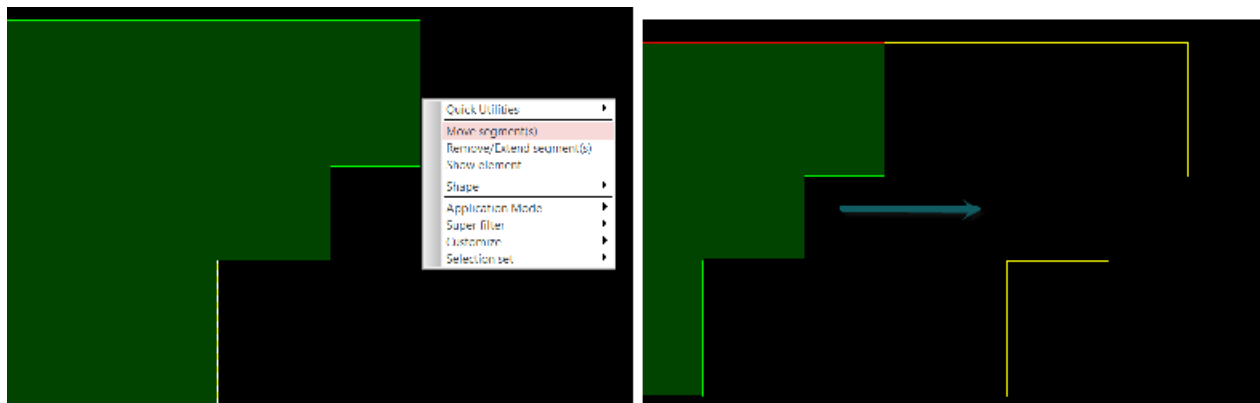 Quick Utilities
Move segment(s)
Remove/Extend segment(s)
Show element
Shape
Application Mode
Super filter
Customize
Selection set